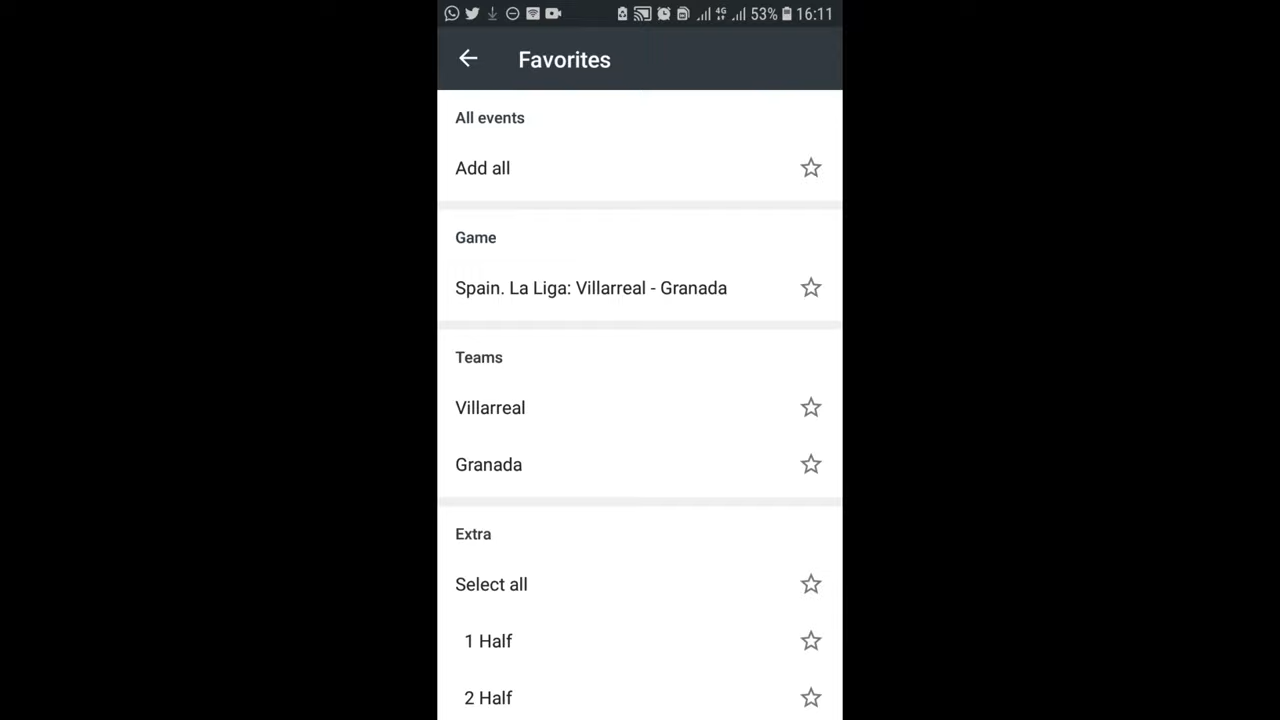 4G 53% 16:11
Favorites
All events
Add all
Game
Spain. La Liga: Villarreal - Granada
Teams
Villarreal
Granada
Extra
Select all
1 Half
2 Half